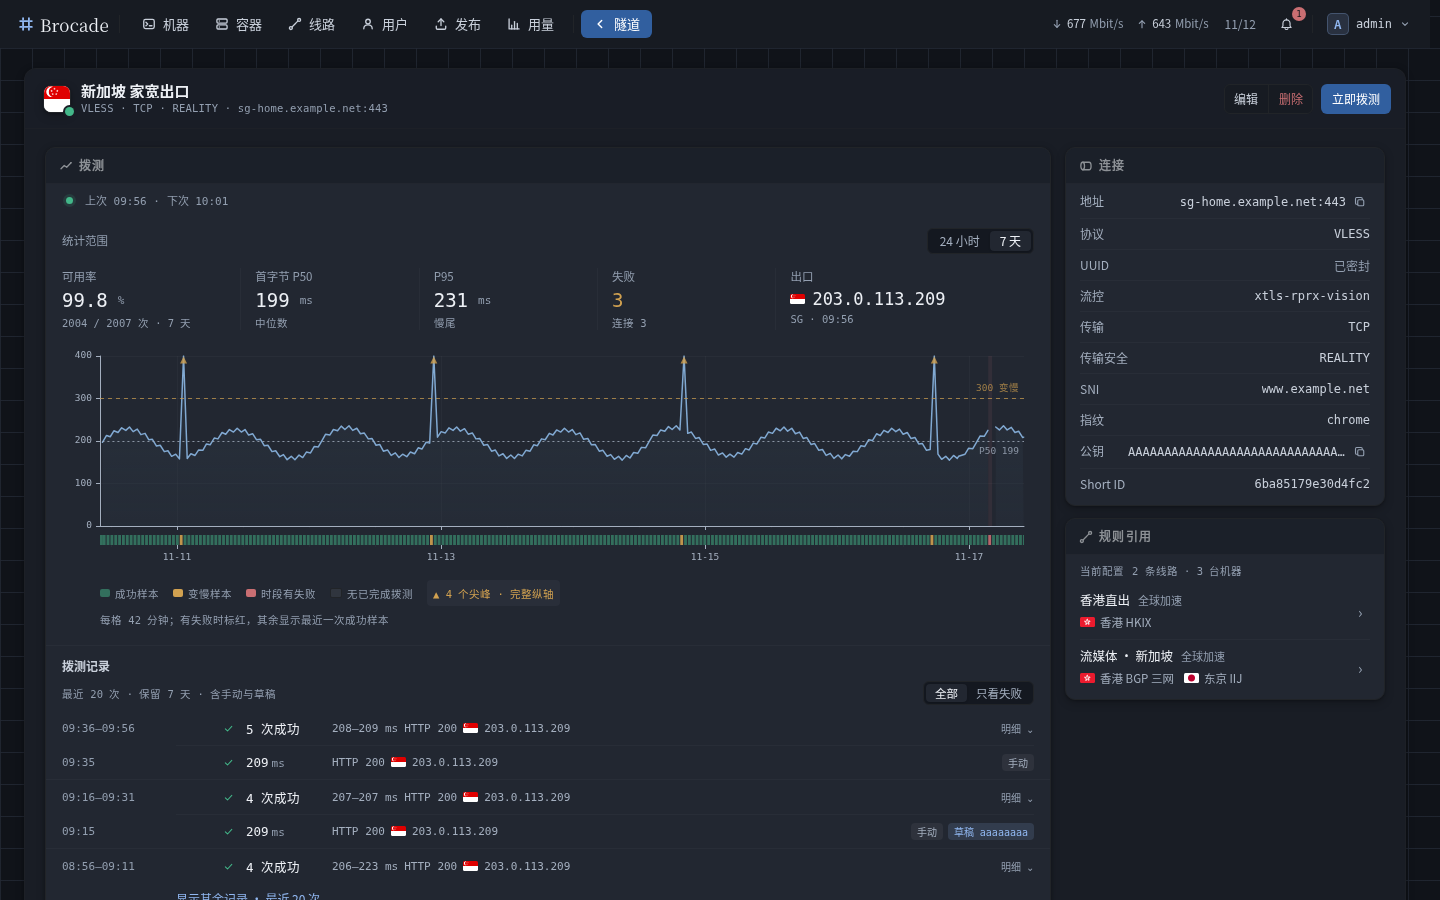 Brocade 机器 容器 线路 用户 发布 用量 隧道 ↓ 677 Mbit/s ↑ 643 Mbit/s 11/12 1 A admin
新加坡 家宽出口
VLESS · TCP · REALITY · sg-home.example.net:443
编辑 删除 立即拨测
拨测
上次 09:56 · 下次 10:01
统计范围 24 小时 7 天
可用率 首字节 P50 P95 失败 出口
99.8 % 199 ms 231 ms 3 203.0.113.209
2004 / 2007 次 · 7 天 中位数 慢尾 连接 3 SG · 09:56
400
300
200
100
0
300 变慢
P50 199
11-11 11-13 11-15 11-17
成功样本 变慢样本 时段有失败 无已完成拨测 ▲ 4 个尖峰 · 完整纵轴
每格 42 分钟；有失败时标红，其余显示最近一次成功样本
拨测记录
最近 20 次 · 保留 7 天 · 含手动与草稿 全部 只看失败
09:36–09:56 ✓ 5 次成功 208–209 ms HTTP 200 203.0.113.209 明细
09:35 ✓ 209 ms HTTP 200 203.0.113.209 手动
09:16–09:31 ✓ 4 次成功 207–207 ms HTTP 200 203.0.113.209 明细
09:15 ✓ 209 ms HTTP 200 203.0.113.209 手动 草稿 aaaaaaaa
08:56–09:11 ✓ 4 次成功 206–223 ms HTTP 200 203.0.113.209 明细
显示其余记录 · 最近 20 次
连接
地址 sg-home.example.net:443
协议 VLESS
UUID 已密封
流控 xtls-rprx-vision
传输 TCP
传输安全 REALITY
SNI www.example.net
指纹 chrome
公钥 AAAAAAAAAAAAAAAAAAAAAAAAAAAAA…
Short ID 6ba85179e30d4fc2
规则引用
当前配置 2 条线路 · 3 台机器
香港直出 全球加速
香港 HKIX
流媒体 · 新加坡 全球加速
香港 BGP 三网 东京 IIJ